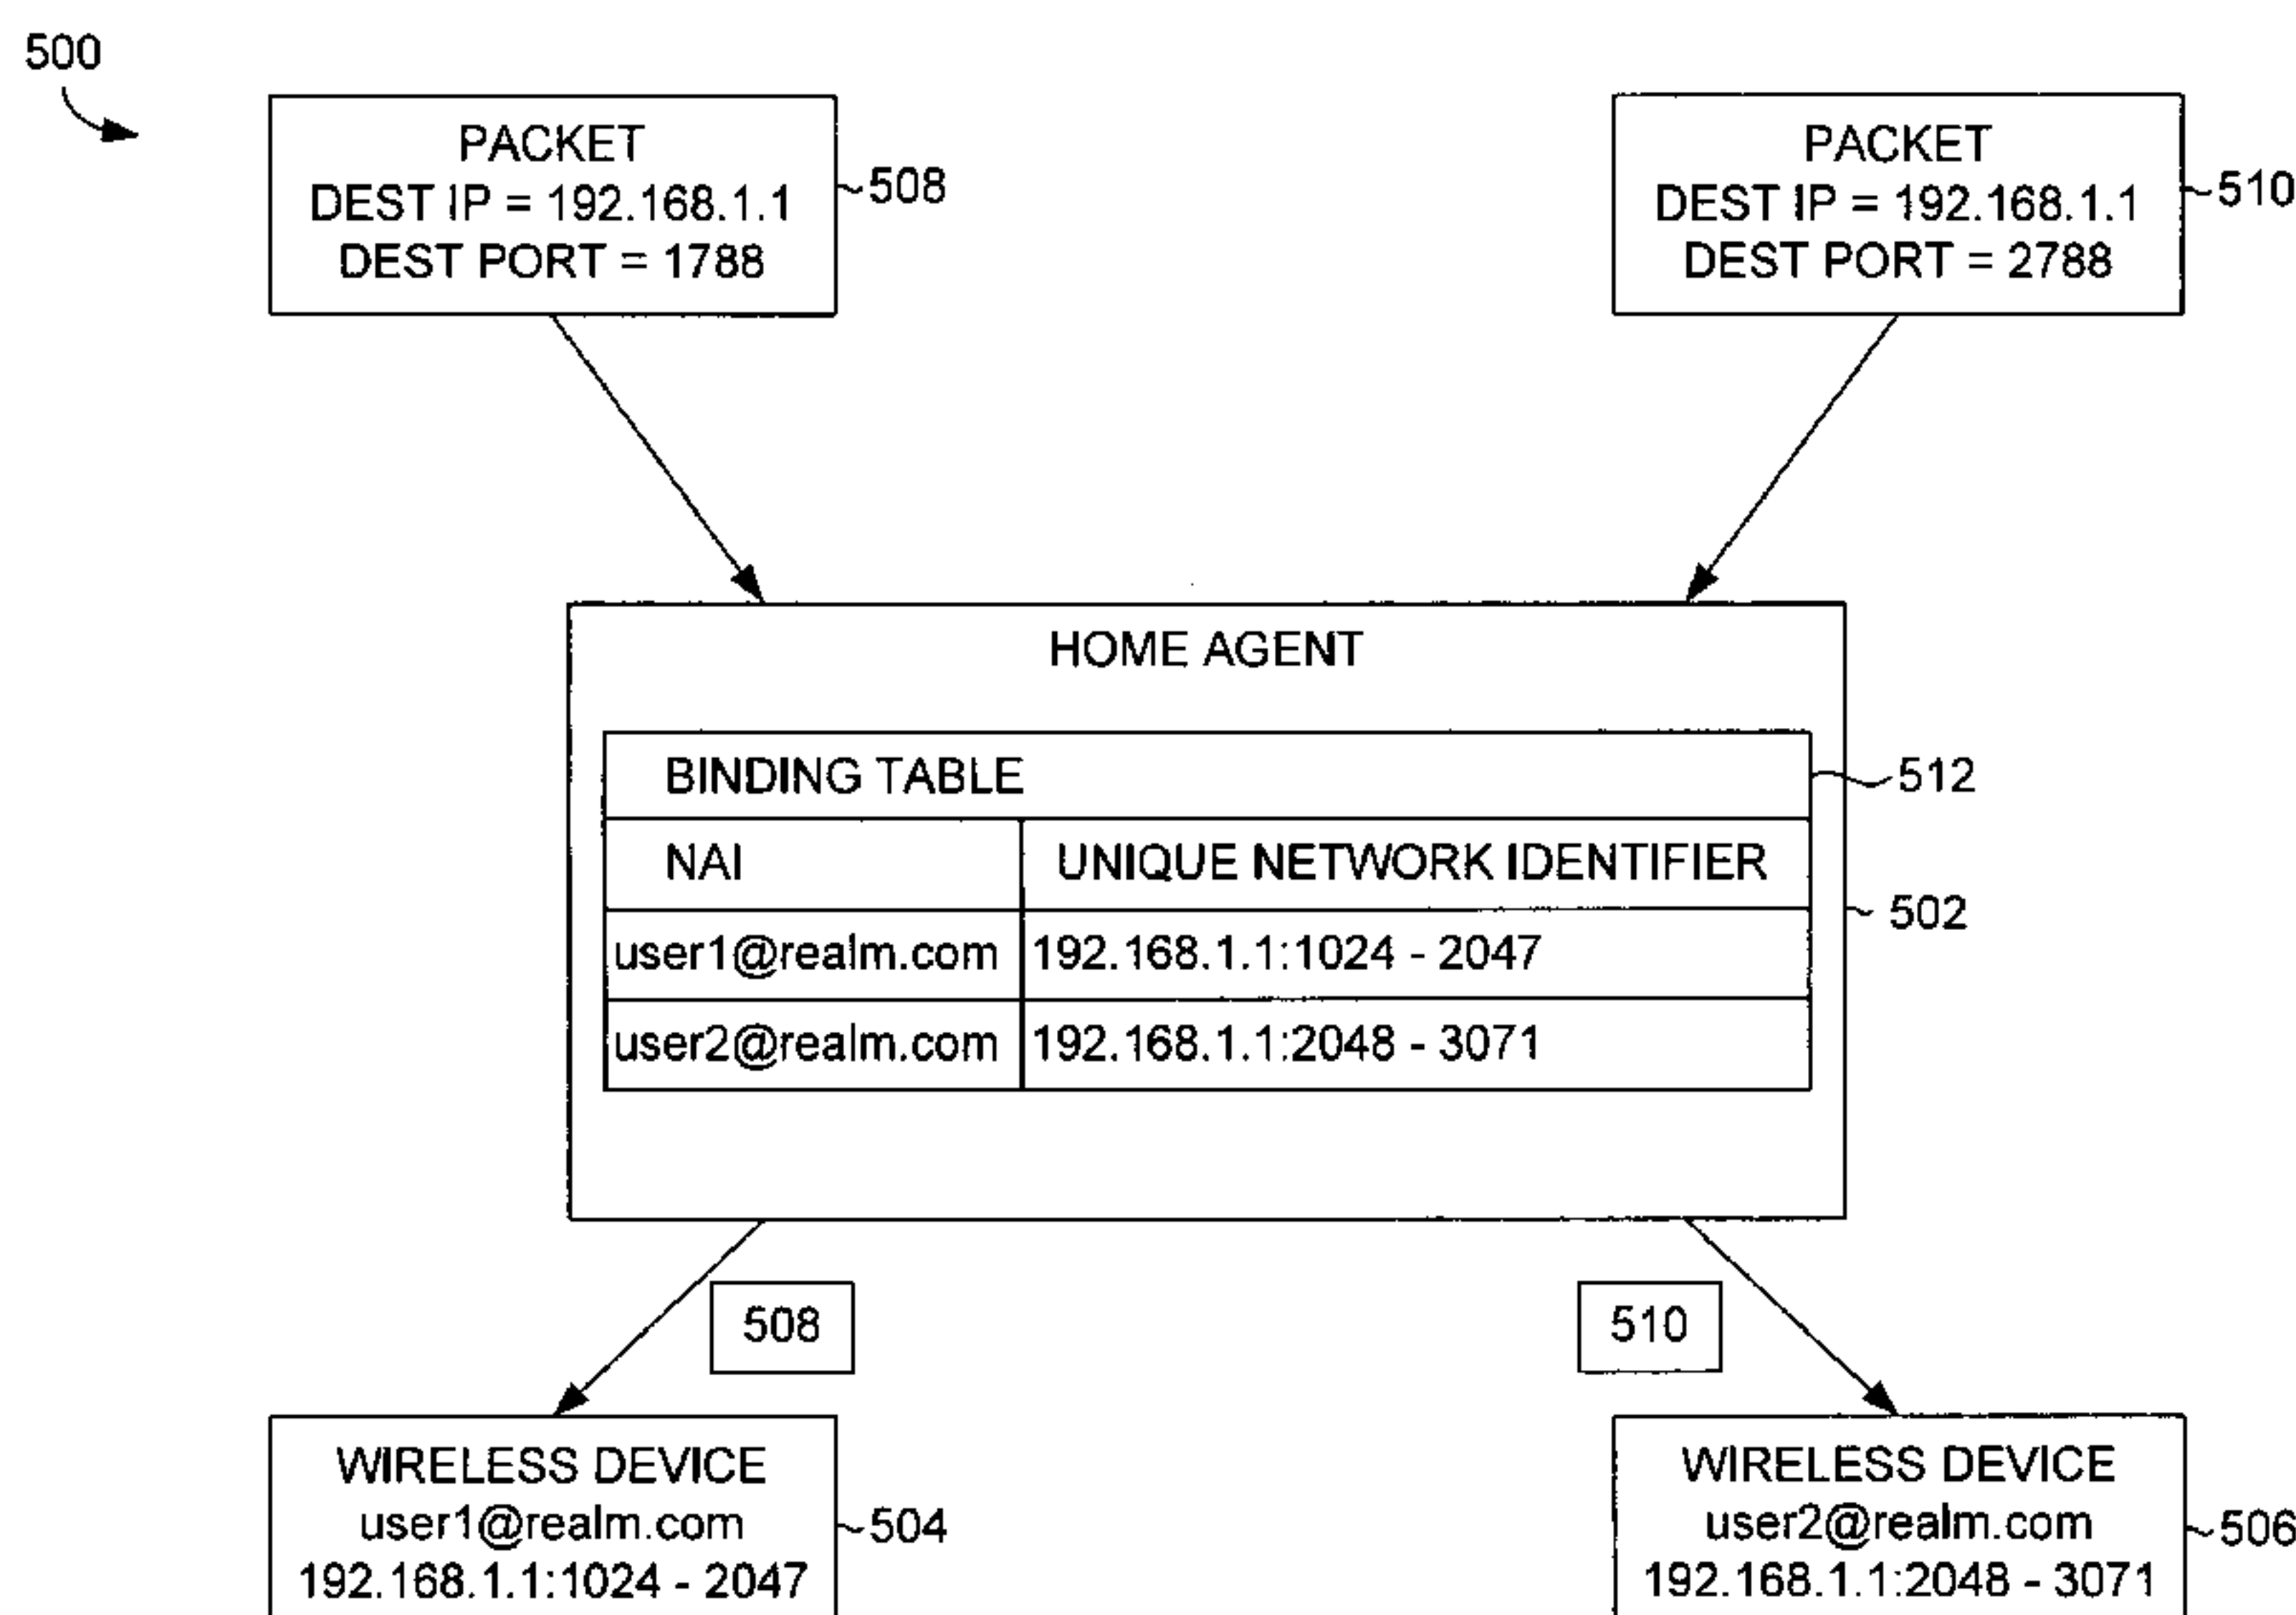 500
PACKET
DEST IP = 192.168.1.1
DEST PORT = 1788
508
PACKET
DEST IP = 192.168.1.1
DEST PORT = 2788
510
HOME AGENT
BINDING TABLE
512
NAI UNIQUE NETWORK IDENTIFIER
502
user1@realm.com 192.168.1.1:1024 - 2047
user2@realm.com 192.168.1.1:2048 - 3071
508
510
WIRELESS DEVICE
user1@realm.com
192.168.1.1:1024 - 2047
504
WIRELESS DEVICE
user2@realm.com
192.168.1.1:2048 - 3071
506